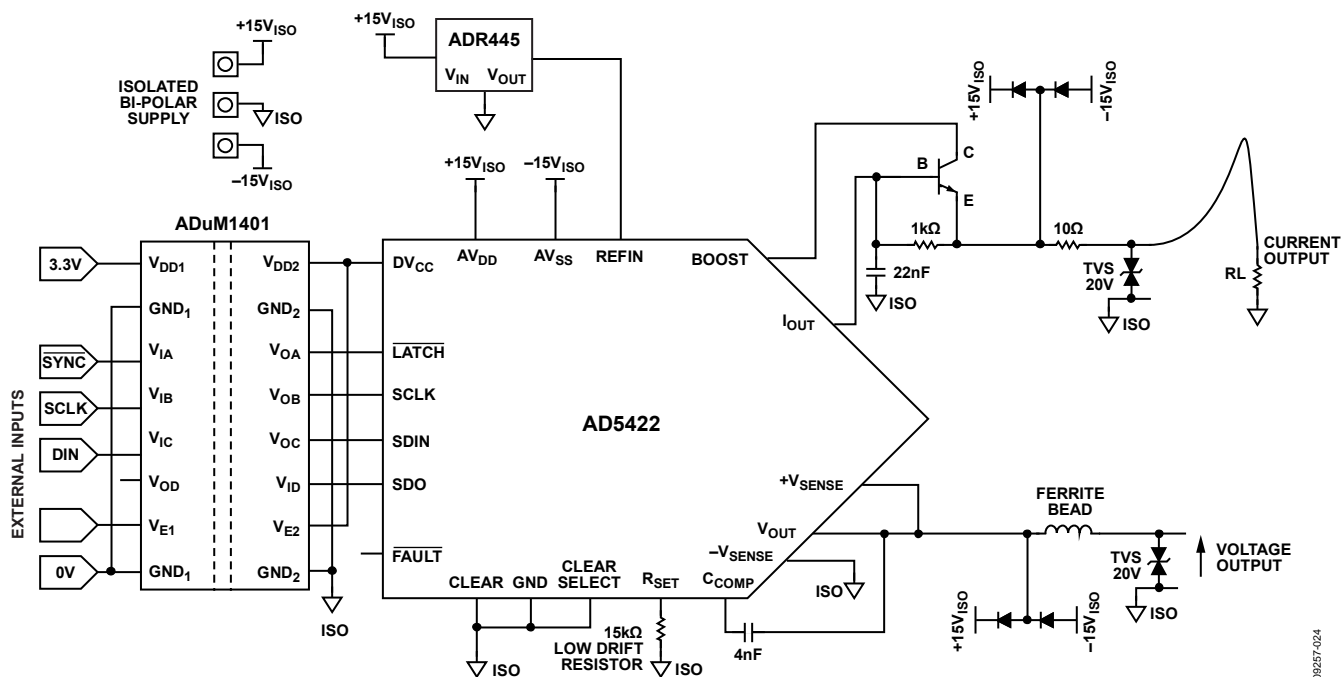 +15VISO
ISOLATED
BI-POLAR
SUPPLY
ISO
–15VISO
+15VISO
ADR445
VIN
VOUT
+15VISO
–15VISO
+15VISO
–15VISO
C
B
E
1kΩ
10Ω
22nF
ISO
TVS
20V
ISO
RL
CURRENT
OUTPUT
ADuM1401
EXTERNAL INPUTS
3.3V
SYNC
SCLK
DIN
0V
VDD1
GND1
VIA
VIB
VIC
VOD
VE1
GND1
VDD2
GND2
VOA
VOB
VOC
VID
VE2
GND2
ISO
DVCC
AVDD
AVSS
REFIN
BOOST
IOUT
LATCH
SCLK
SDIN
SDO
FAULT
AD5422
+VSENSE
VOUT
–VSENSE
CLEAR
GND
CLEAR
SELECT
RSET
CCOMP
ISO
ISO
15kΩ
LOW DRIFT
RESISTOR
ISO
4nF
FERRITE
BEAD
+15VISO
–15VISO
TVS
20V
ISO
VOLTAGE
OUTPUT
09257-024